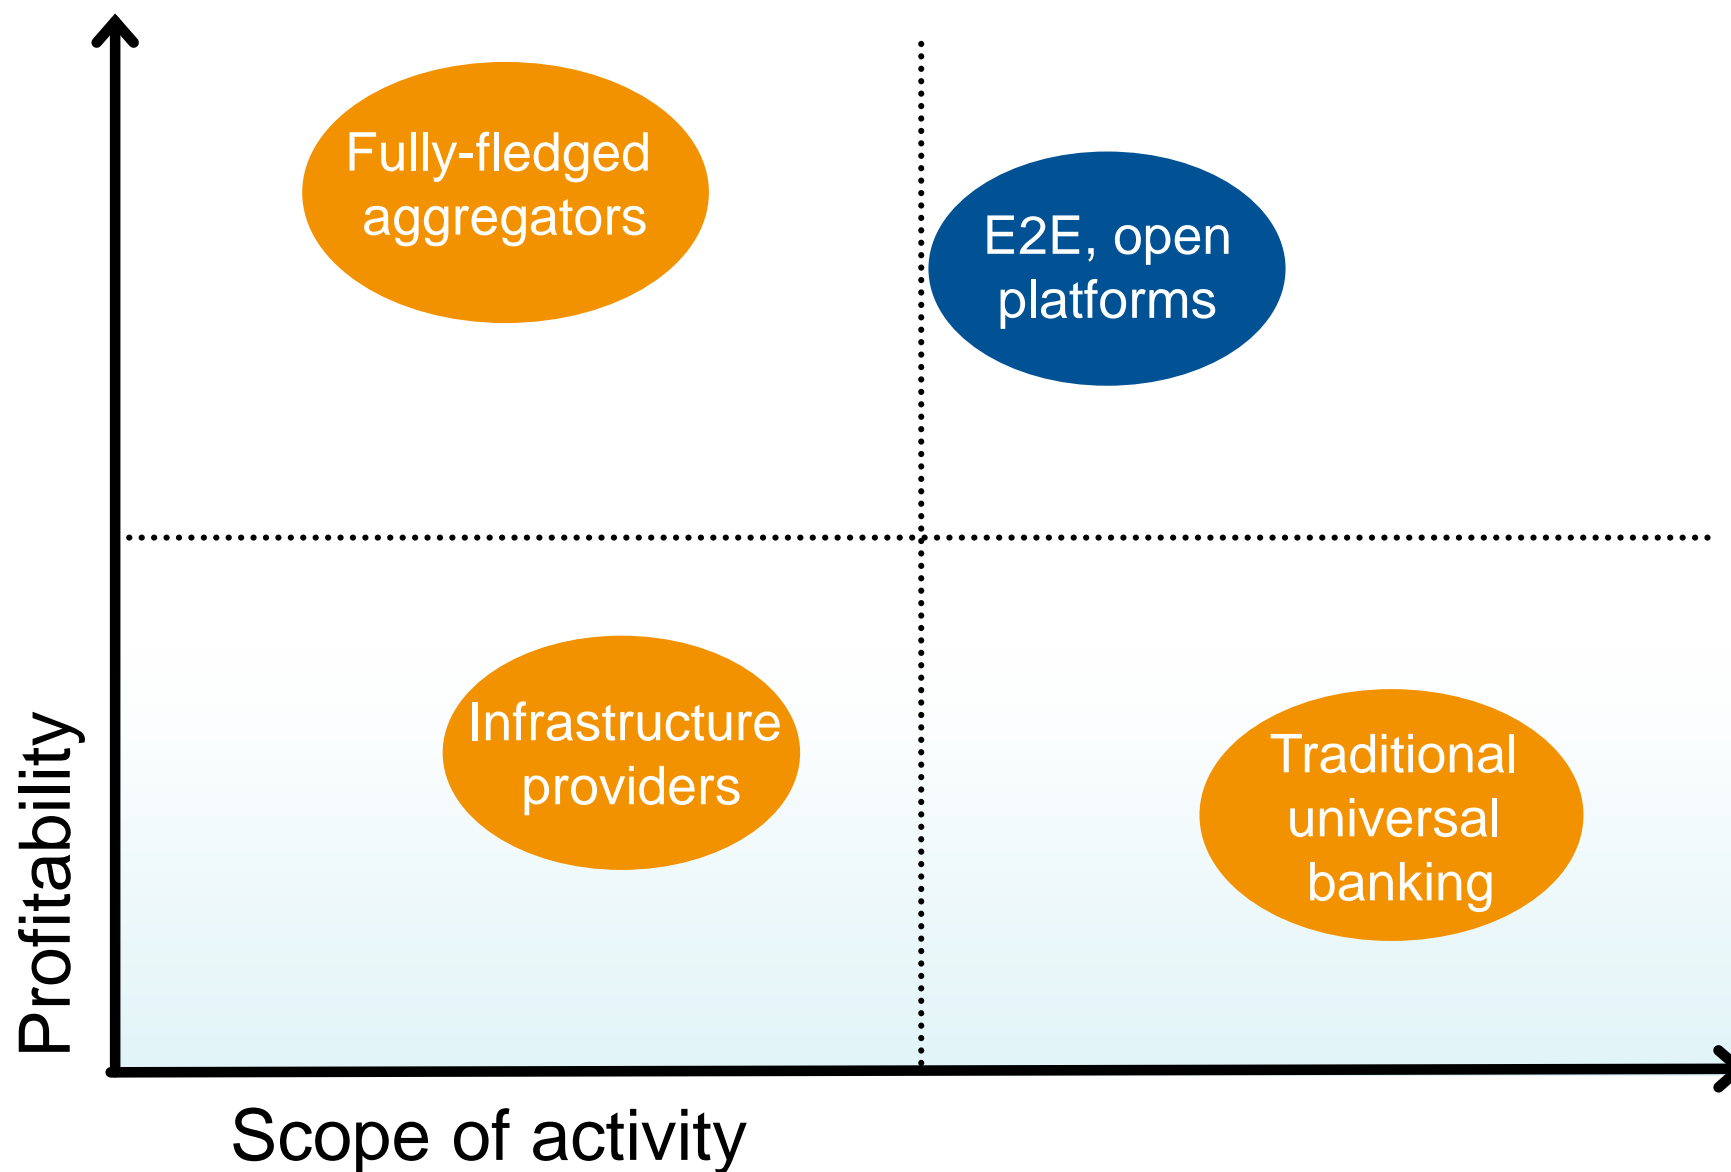 Fully-fledged
aggregators
E2E, open
platforms
Infrastructure
providers
Traditional
universal
banking
Profitability
Scope of activity